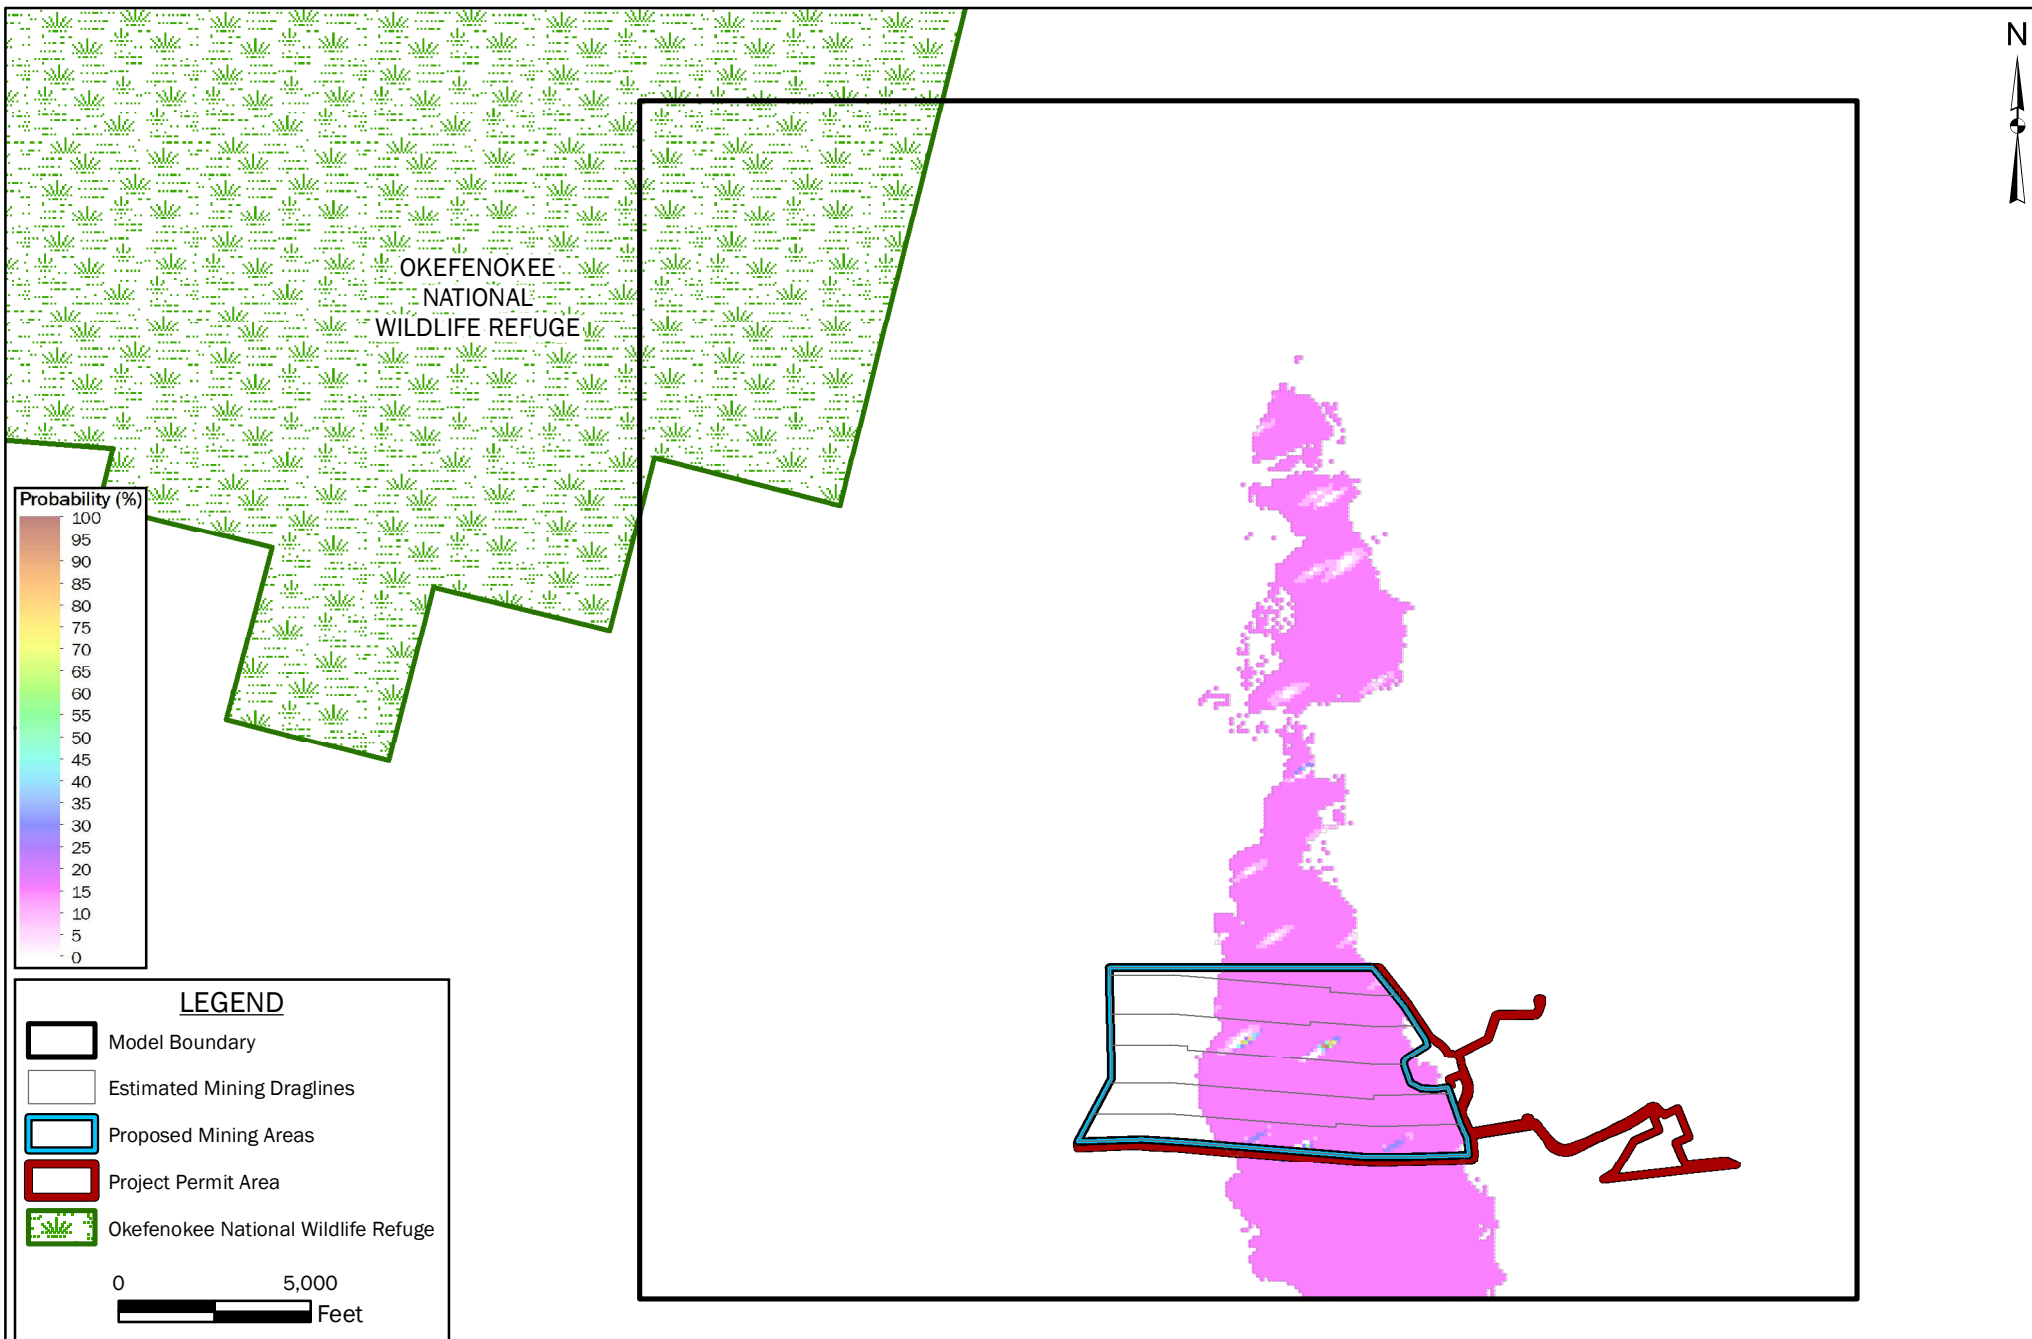 N
OKEFENOKEE
NATIONAL
WILDLIFE REFUGE
Probability (%)
100
95
90
85
80
75
70
65
60
55
50
45
40
35
30
25
20
15
10
5
0
LEGEND
Model Boundary
Estimated Mining Draglines
Proposed Mining Areas
Project Permit Area
Okefenokee National Wildlife Refuge
0 5,000
Feet